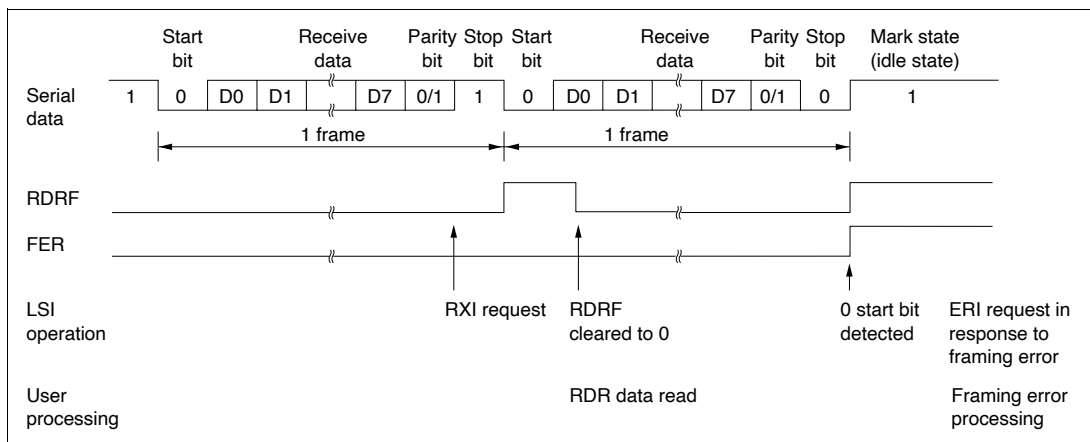 Start bit Receive data Parity bit Stop bit Start bit Receive data Parity bit Stop bit Mark state (idle state)
Serial data 1 0 D0 D1 D7 0/1 1 0 D0 D1 D7 0/1 0 1
1 frame 1 frame
RDRF
FER
LSI operation RXI request RDRF cleared to 0 0 start bit detected ERI request in response to framing error
User processing RDR data read Framing error processing